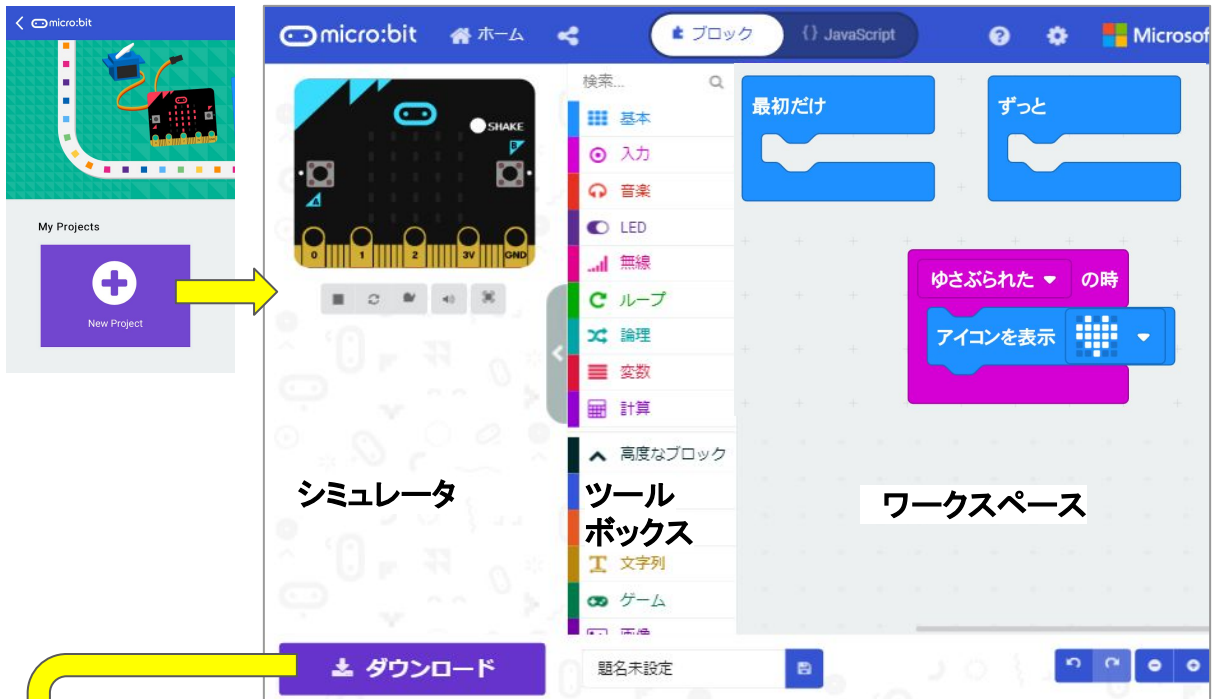 micro:bit
My Projects
New Project
micro:bit
ホーム
ブロック
{} JavaScript
Microsof
SHAKE
B
A
0
1
2
3V
GND
シミュレータ
検索...
基本
入力
音楽
LED
無線
ループ
論理
変数
計算
高度なブロック
ツール
ボックス
文字列
ゲーム
画像
最初だけ
ずっと
ゆさぶられた の時
アイコンを表示
ワークスペース
ダウンロード
題名未設定